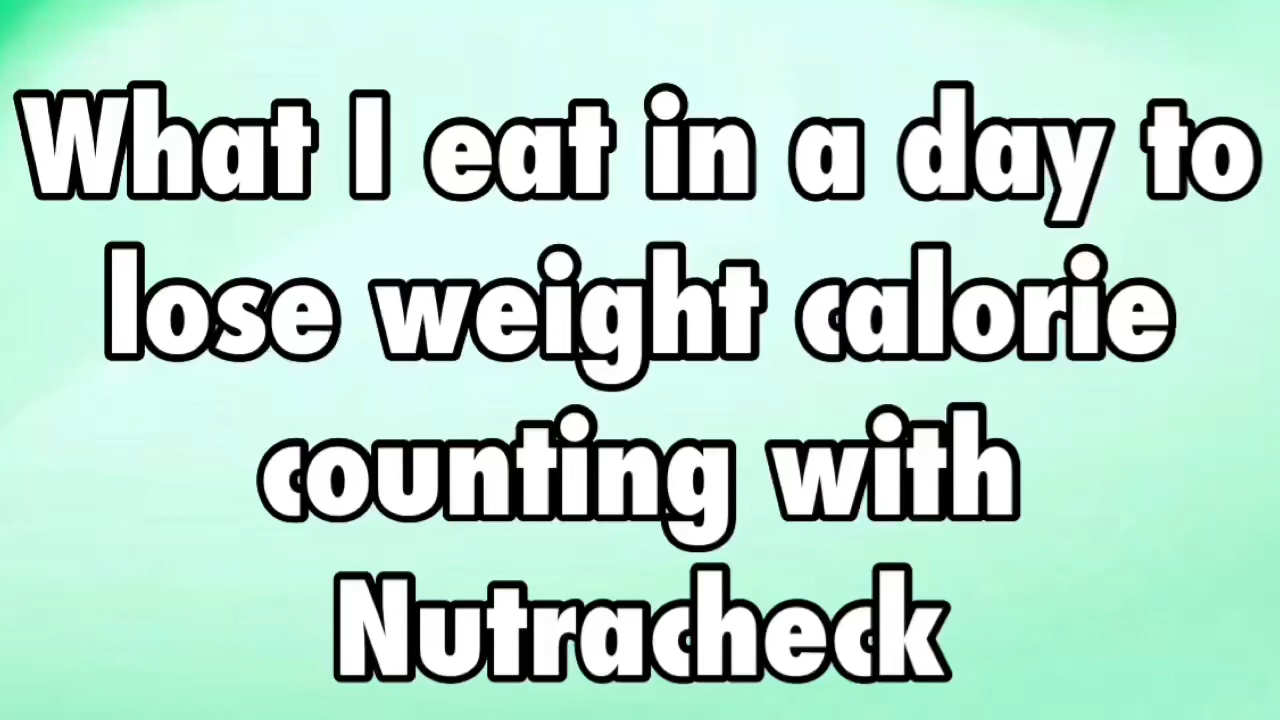 What I eat in a day to
lose weight calorie
counting with
Nutracheck